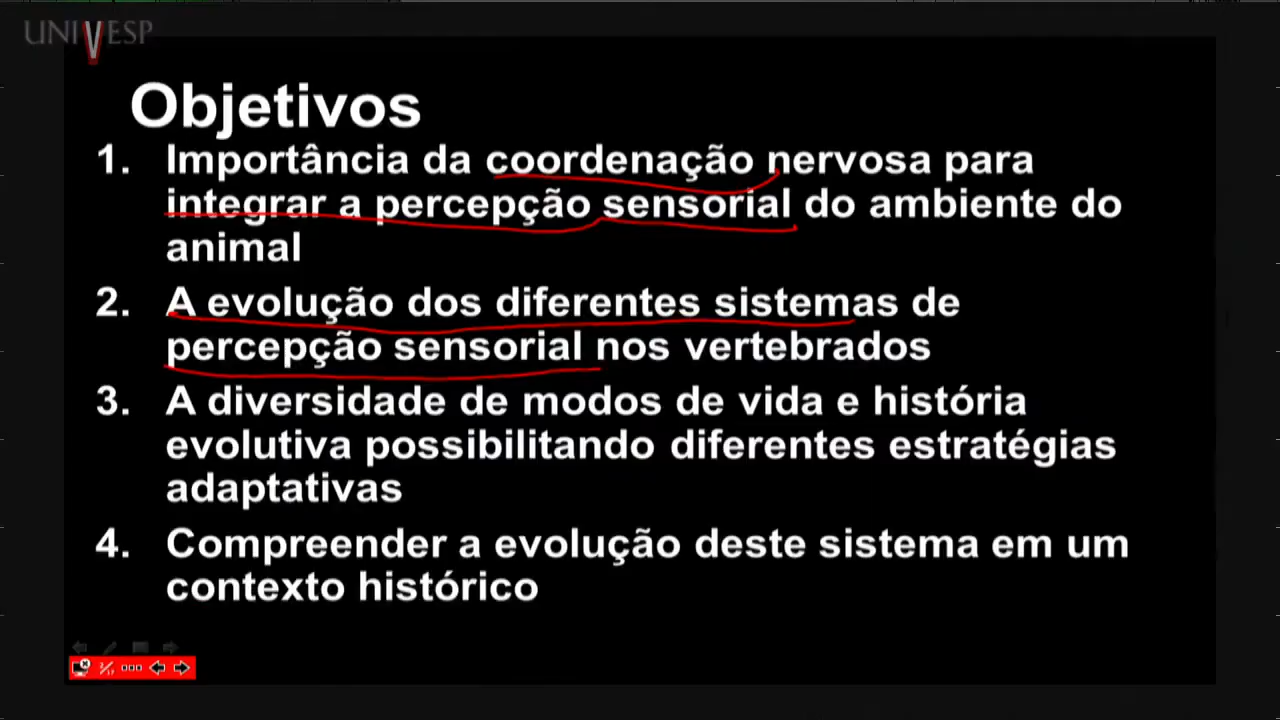 UNIVESP
Objetivos
1. Importância da coordenação nervosa para
integrar a percepção sensorial do ambiente do
animal
2. A evolução dos diferentes sistemas de
percepção sensorial nos vertebrados
3. A diversidade de modos de vida e história
evolutiva possibilitando diferentes estratégias
adaptativas
4. Compreender a evolução deste sistema em um
contexto histórico